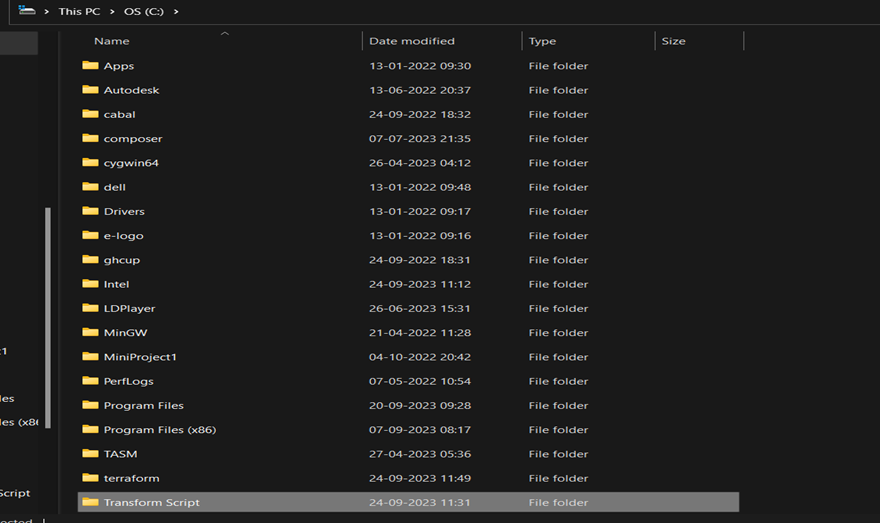 This PC > OS (C:) >
Name Date modified Type Size
Apps 13-01-2022 09:30 File folder
Autodesk 13-06-2022 20:37 File folder
cabal 24-09-2022 18:32 File folder
composer 07-07-2023 21:35 File folder
cygwin64 26-04-2023 04:12 File folder
dell 13-01-2022 09:48 File folder
Drivers 13-01-2022 09:17 File folder
e-logo 13-01-2022 09:16 File folder
ghcup 24-09-2022 18:31 File folder
Intel 24-09-2023 11:12 File folder
LDPlayer 26-06-2023 15:31 File folder
MinGW 21-04-2022 11:28 File folder
1
MiniProject1 04-10-2022 20:42 File folder
PerfLogs 07-05-2022 10:54 File folder
les
Program Files 20-09-2023 09:28 File folder
les (x86
Program Files (x86) 07-09-2023 08:17 File folder
TASM 27-04-2023 05:36 File folder
terraform 24-09-2023 11:49 File folder
Script
Transform Script 24-09-2023 11:31 File folder